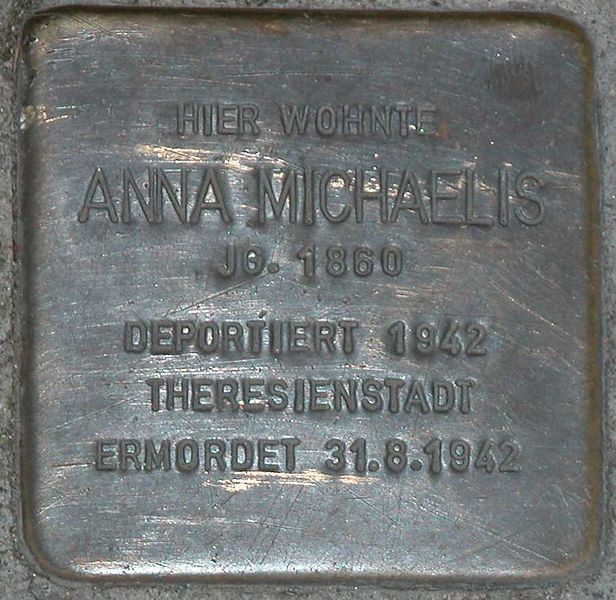 HIER WOHNTE
ANNA MICHAELIS
JG. 1860
DEPORTIERT 1942
THERESIENSTADT
ERMORDET 31.8.1942